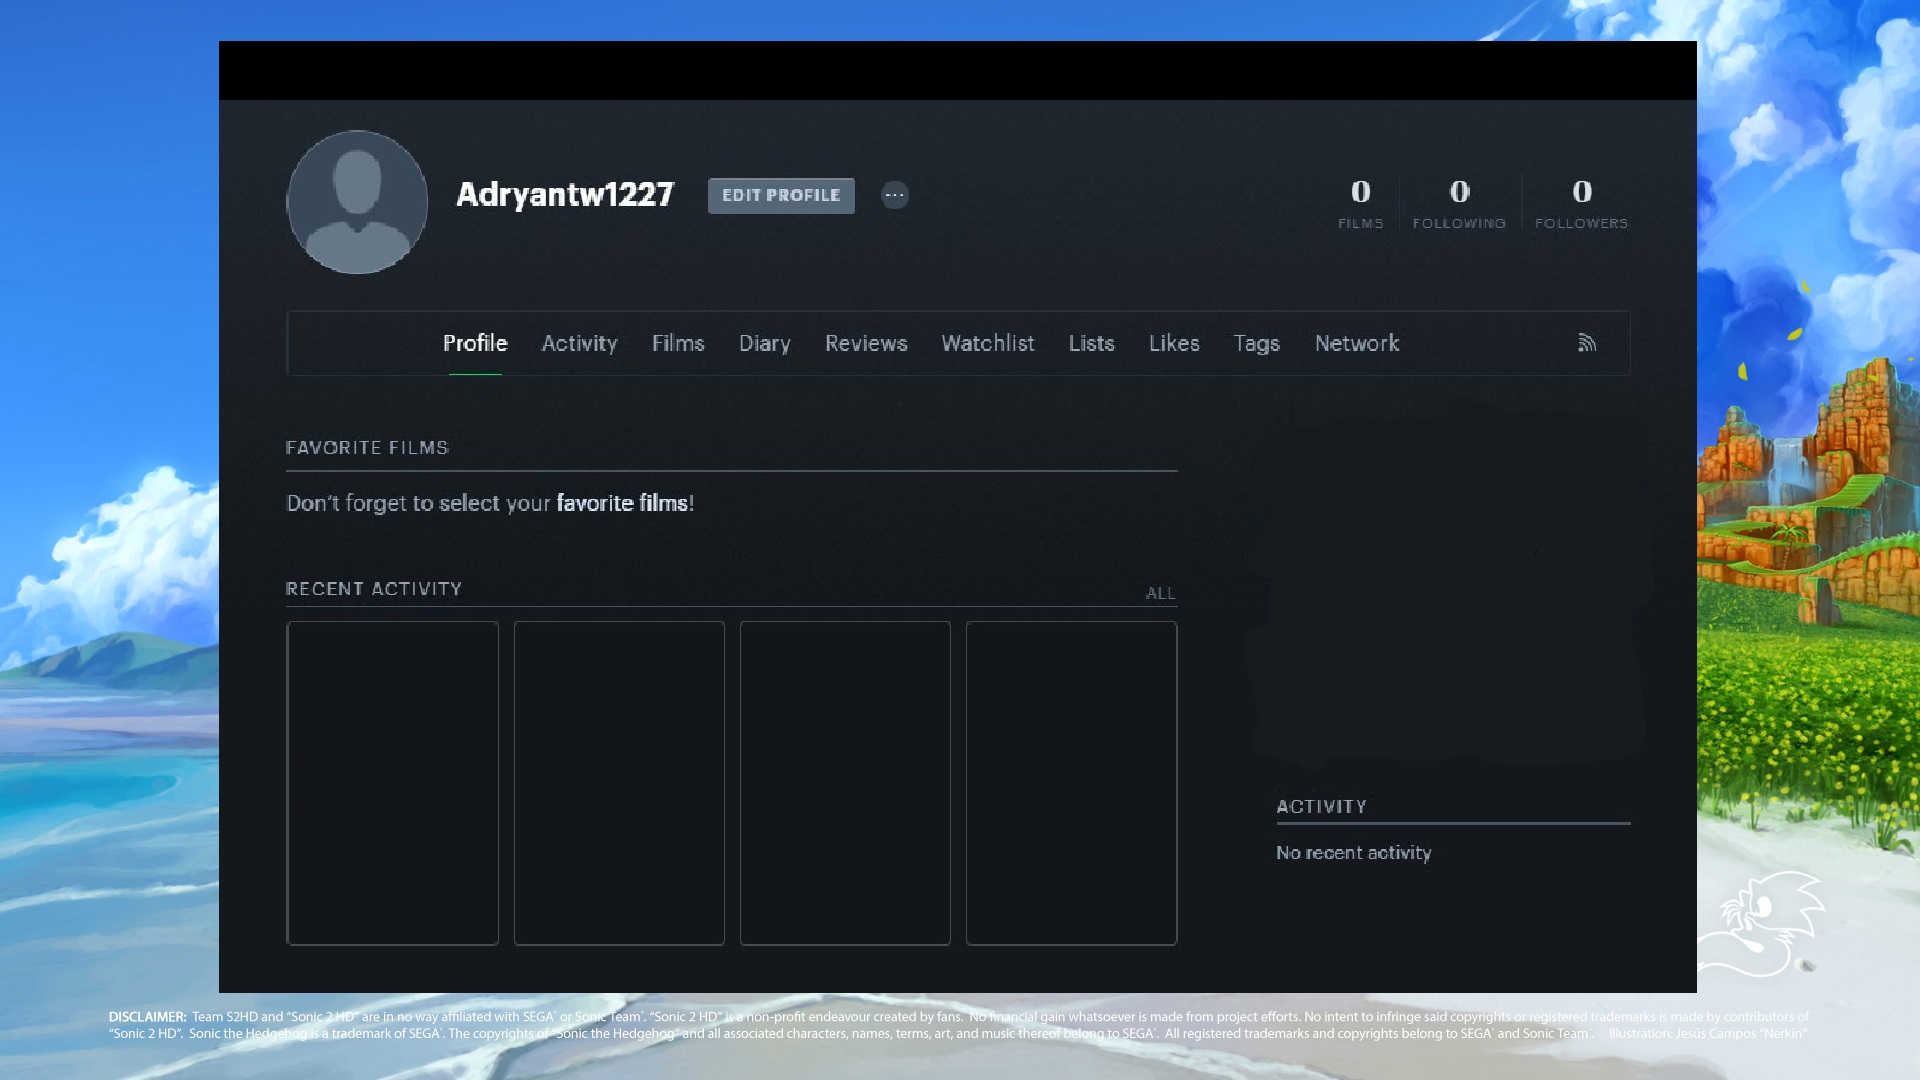 Adryantw1227
EDIT PROFILE
0
FILMS
0
FOLLOWING
0
FOLLOWERS
Profile Activity Films Diary Reviews Watchlist Lists Likes Tags Network
FAVORITE FILMS
Don't forget to select your favorite films!
RECENT ACTIVITY
ALL
ACTIVITY
No recent activity
DISCLAIMER: Team S2HD and “Sonic 2 HD” are in no way affiliated with SEGA® or Sonic Team®. “Sonic 2 HD” is a non-profit endeavour created by fans. No financial gain whatsoever is made from project efforts. No intent to infringe said copyrights or registered trademarks is made by contributors of
“Sonic 2 HD”. Sonic the Hedgehog is a trademark of SEGA®. The copyrights of “Sonic the Hedgehog” and all associated characters, names, terms, art, and music thereof belong to SEGA®. All registered trademarks and copyrights belong to SEGA® and Sonic Team®. Illustration: Jesús Campos “Nerkin”